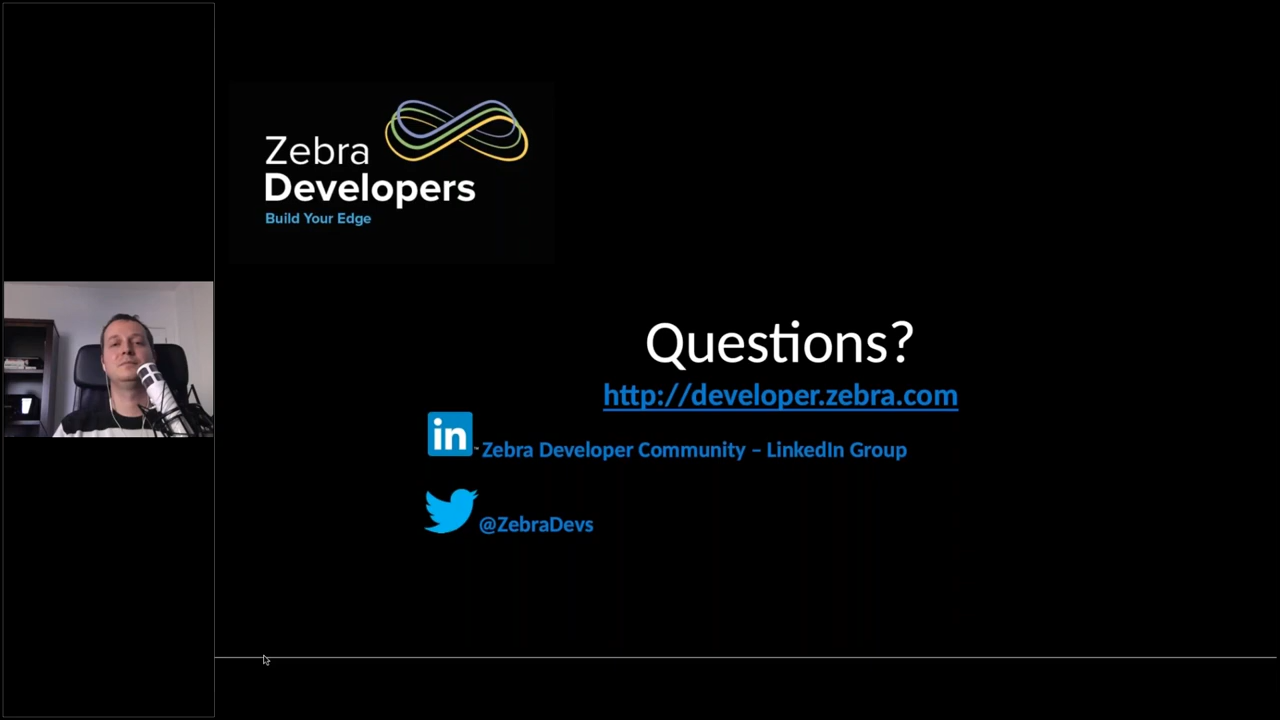 Zebra
Developers
Build Your Edge
Questions?
http://developer.zebra.com
in
Zebra Developer Community – LinkedIn Group
@ZebraDevs